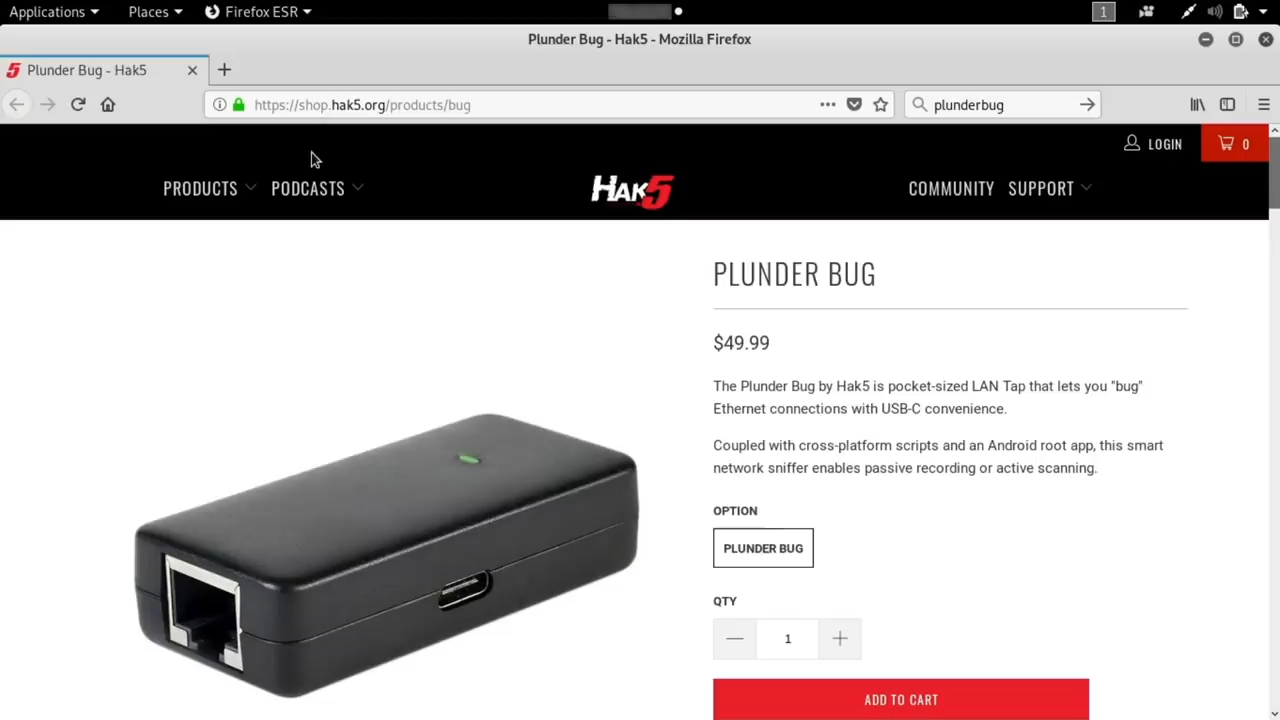 Applications Places Firefox ESR 1
Plunder Bug - Hak5 - Mozilla Firefox
5 Plunder Bug - Hak5
https://shop.hak5.org/products/bug plunderbug
LOGIN 0
PRODUCTS PODCASTS HAK5 COMMUNITY SUPPORT
PLUNDER BUG
$49.99
The Plunder Bug by Hak5 is pocket-sized LAN Tap that lets you "bug"
Ethernet connections with USB-C convenience.
Coupled with cross-platform scripts and an Android root app, this smart
network sniffer enables passive recording or active scanning.
OPTION
PLUNDER BUG
QTY
1
ADD TO CART